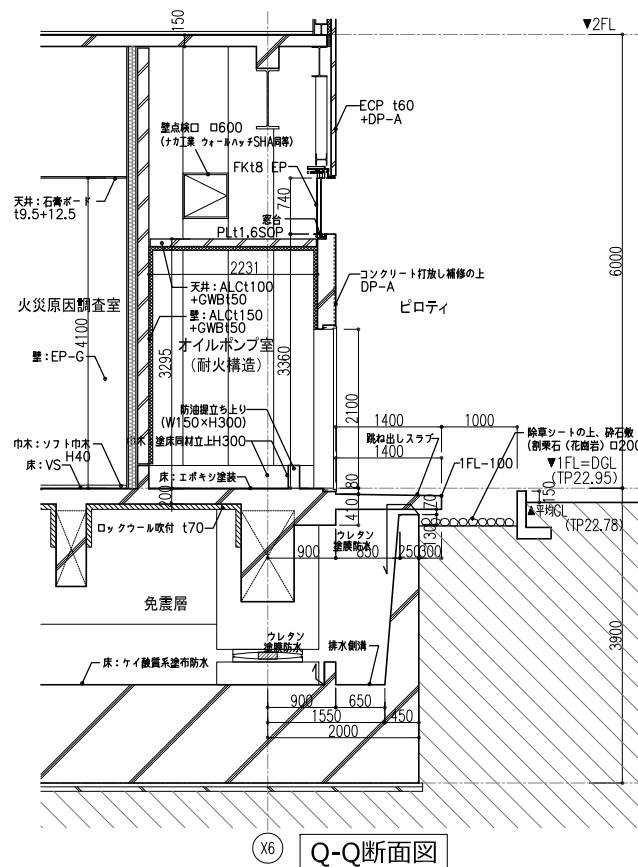 150
▼2FL
ECP t60
+DP-A
壁点検口 □600
(ナカ工業 ウォールハッチSHA同等)
FKt8 EP
天井：石膏ボード
t9.5+12.5
740
窓台
PLt1.6SOP
6000
2231
コンクリート打放し補修の上
DP-A
天井：ALCt100
+GWBt50
ピロティ
火災原因調査室
4100
壁：ALCt150
+GWBt50
オイルポンプ室
(耐火構造)
壁：EP-G
3295
3360
2100
防油提立ち上り
(W150×H300)
1400
1000
巾木：塗床同材立上H300
跳ね出しスラブ
除草シートの上、砕石敷
(割栗石（花崗岩）□200
巾木：ソフト巾木
H40
床：VS
1400
1FL-100
▼1FL=DGL
(TP22.95)
床：エポキシ塗装
80
200
410
170
150
▲平均GL
(TP22.78)
ロックウール吹付 t70
ウレタン
塗膜防水
130
900
850
250
300
免震層
3900
ウレタン
塗膜防水
排水側溝
床：ケイ酸質系塗布防水
900
650
1550
450
2000
X6
Q-Q断面図